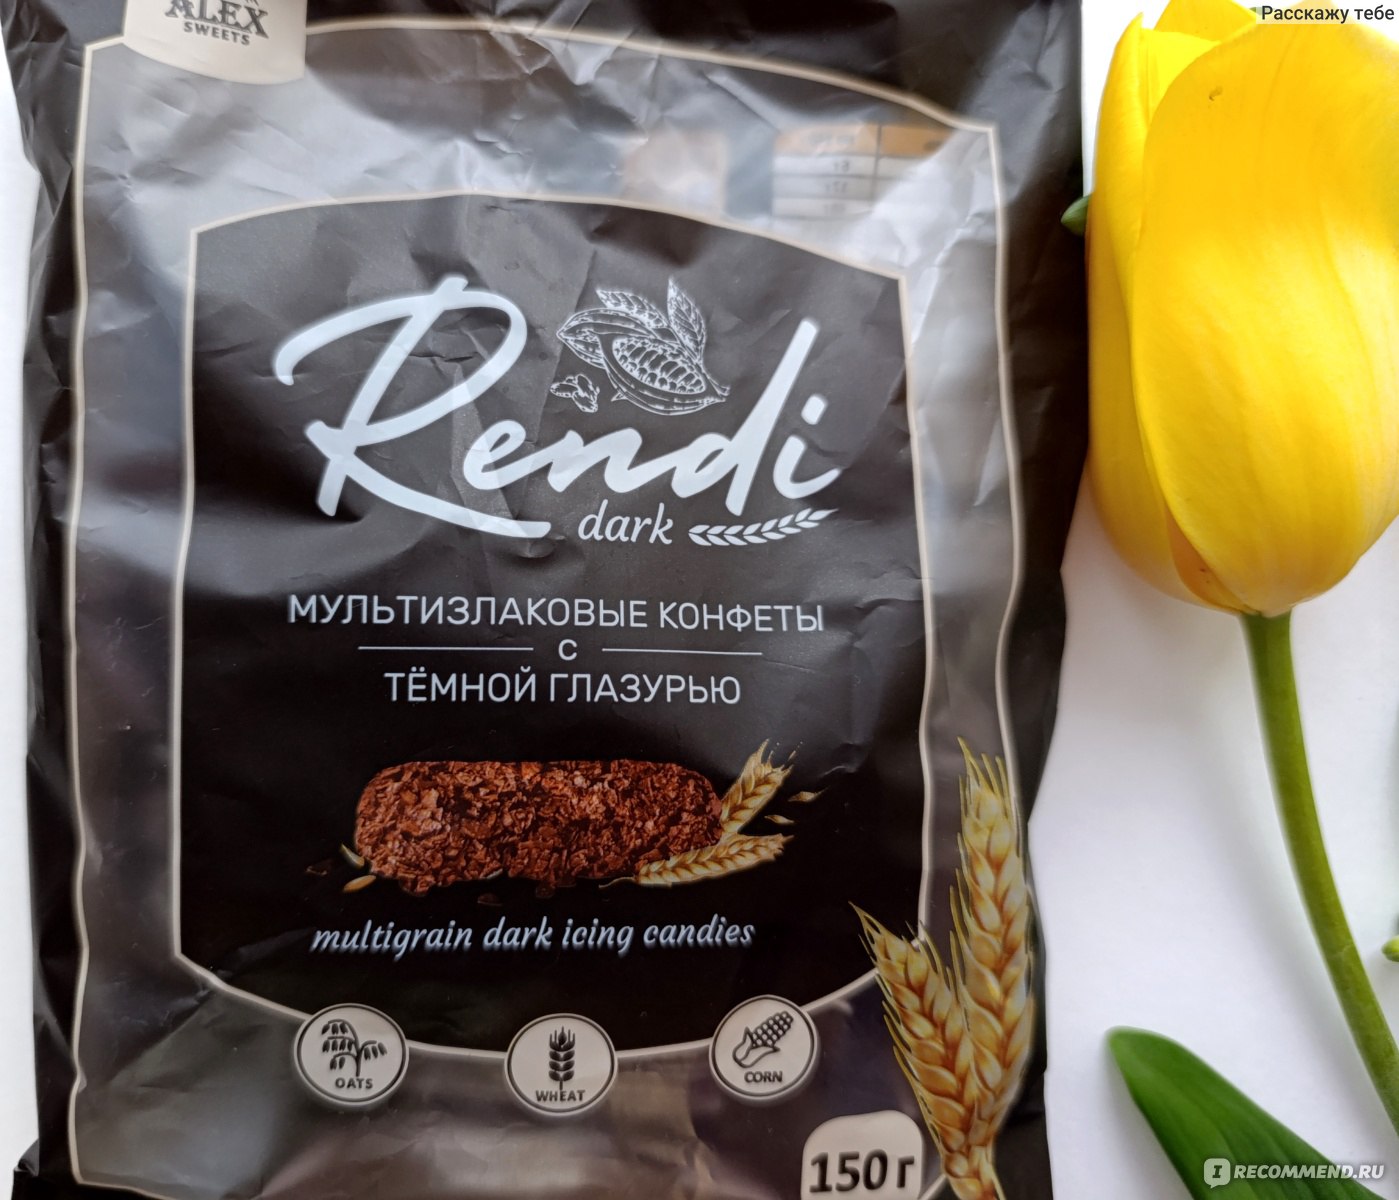 Расскажу тебе
ALEX
SWEETS
Rendi
dark
МУЛЬТИЗЛАКОВЫЕ КОНФЕТЫ
С
ТЁМНОЙ ГЛАЗУРЬЮ
multigrain dark icing candies
OATS
WHEAT
CORN
150 г
IRECOMMEND.RU